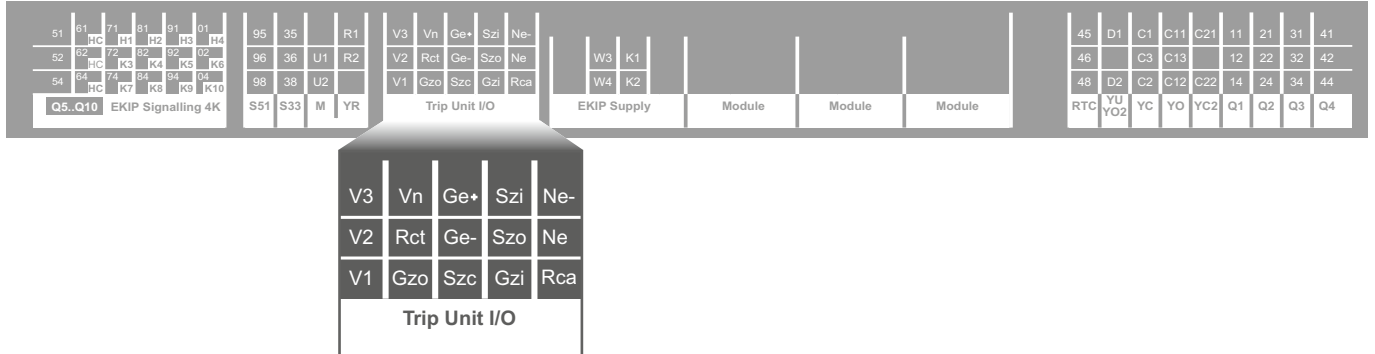 51 61 71 81 91 01 95 35 R1 V3 Vn Ge+ Szi Ne- 45 D1 C1 C11 C21 11 21 31 41
HC H1 H2 H3 H4
52 62 72 82 92 02 96 36 U1 R2 V2 Rct Ge- Szo Ne W3 K1 46 C3 C13 12 22 32 42
HC K3 K4 K5 K6
54 64 74 84 94 04 98 38 U2 V1 Gzo Szc Gzi Rca W4 K2 48 D2 C2 C12 C22 14 24 34 44
HC K7 K8 K9 K10
Q5..Q10 EKIP Signalling 4K S51 S33 M YR Trip Unit I/O EKIP Supply Module Module Module RTC YU YC YO YC2 Q1 Q2 Q3 Q4
YO2
V3 Vn Ge+ Szi Ne-
V2 Rct Ge- Szo Ne
V1 Gzo Szc Gzi Rca
Trip Unit I/O